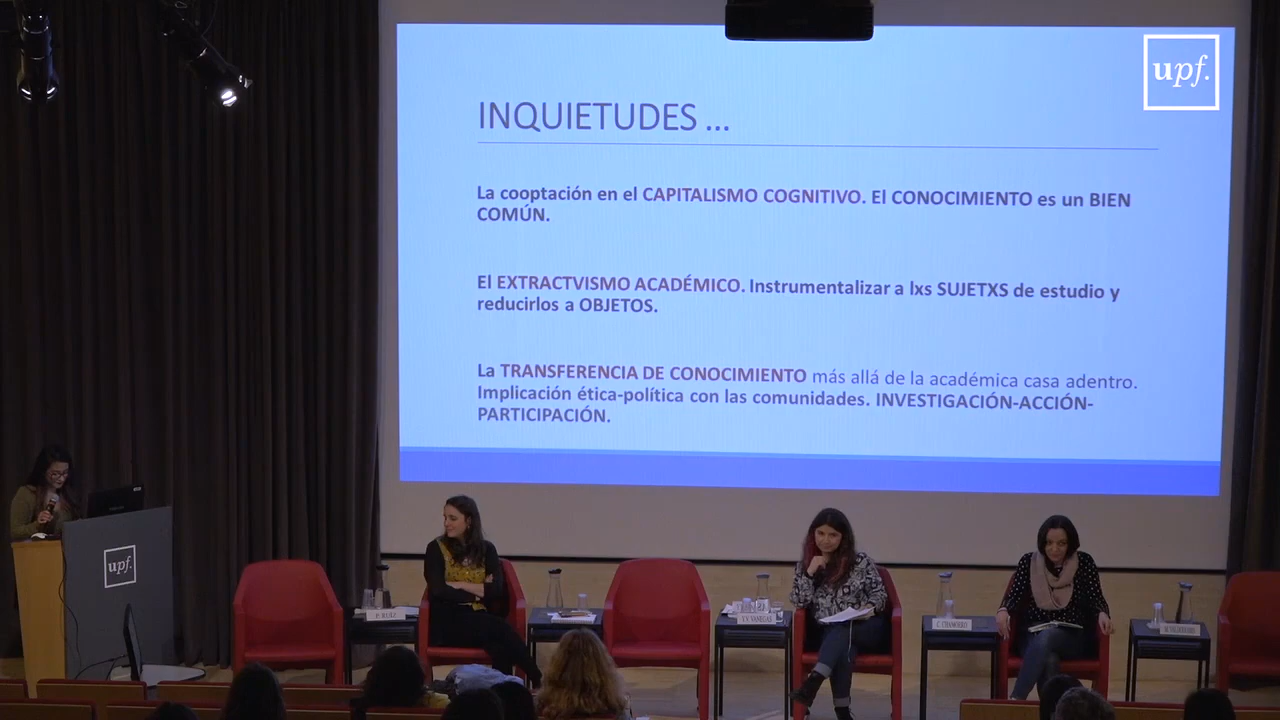 upf.
INQUIETUDES ...
La cooptación en el CAPITALISMO COGNITIVO. El CONOCIMIENTO es un BIEN
COMÚN.
El EXTRACTVISMO ACADÉMICO. Instrumentalizar a lxs SUJETXS de estudio y
reducirlos a OBJETOS.
La TRANSFERENCIA DE CONOCIMIENTO más allá de la académica casa adentro.
Implicación ética-política con las comunidades. INVESTIGACIÓN-ACCIÓN-
PARTICIPACIÓN.
upf.
VANEGAS
C. CHAMORRO